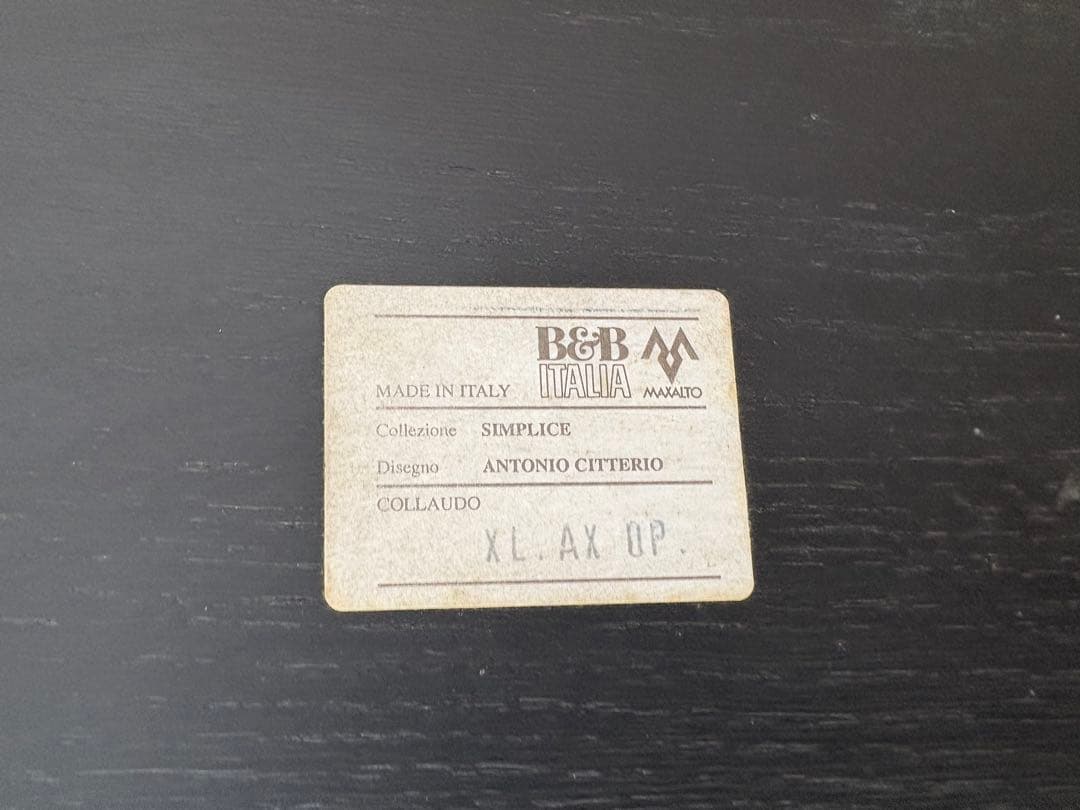 B&B
ITALIA
MAXALTO
MADE IN ITALY
Collezione SIMPLICE
Disegno ANTONIO CITTERIO
COLLAUDO
XL. AX OP.